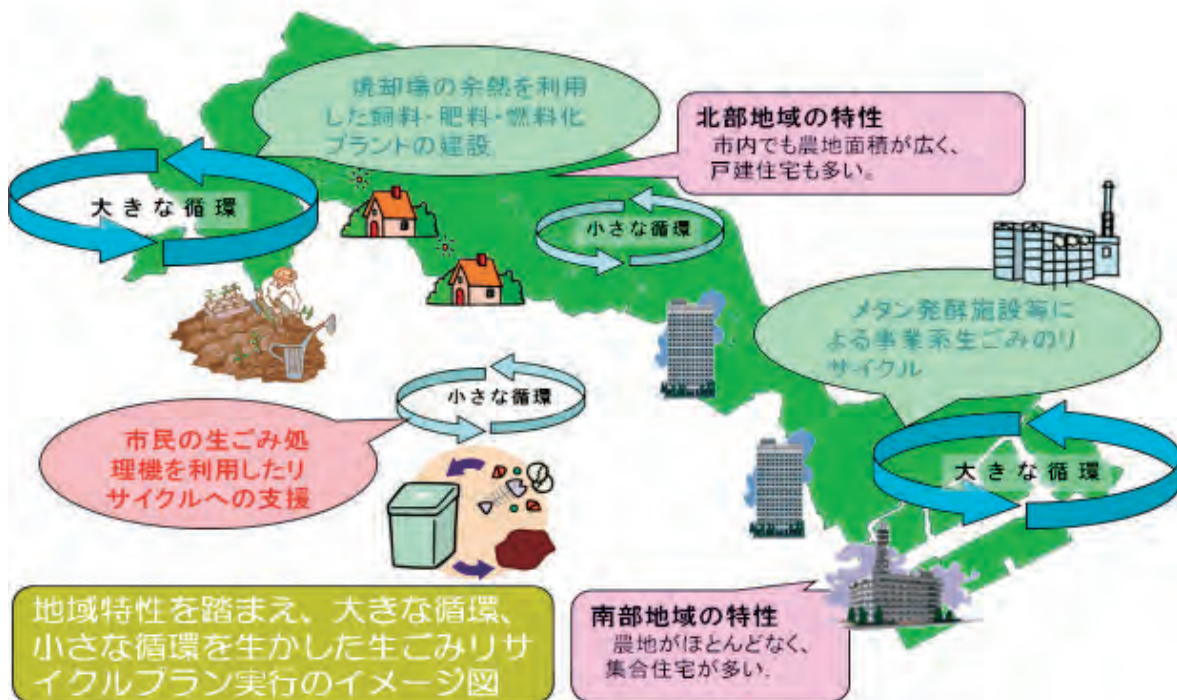 焼却場の余熱を利用
した飼料・肥料・燃料化
プラントの建設
北部地域の特性
市内でも農地面積が広く、
戸建住宅も多い。
大きな循環
小さな循環
メタン発酵施設等に
よる事業系生ごみのリ
サイクル
小さな循環
市民の生ごみ処
理機を利用したリ
サイクルへの支援
大きな循環
地域特性を踏まえ、大きな循環、
小さな循環を生かした生ごみリサ
イクルプラン実行のイメージ図
南部地域の特性
農地がほとんどなく、
集合住宅が多い.